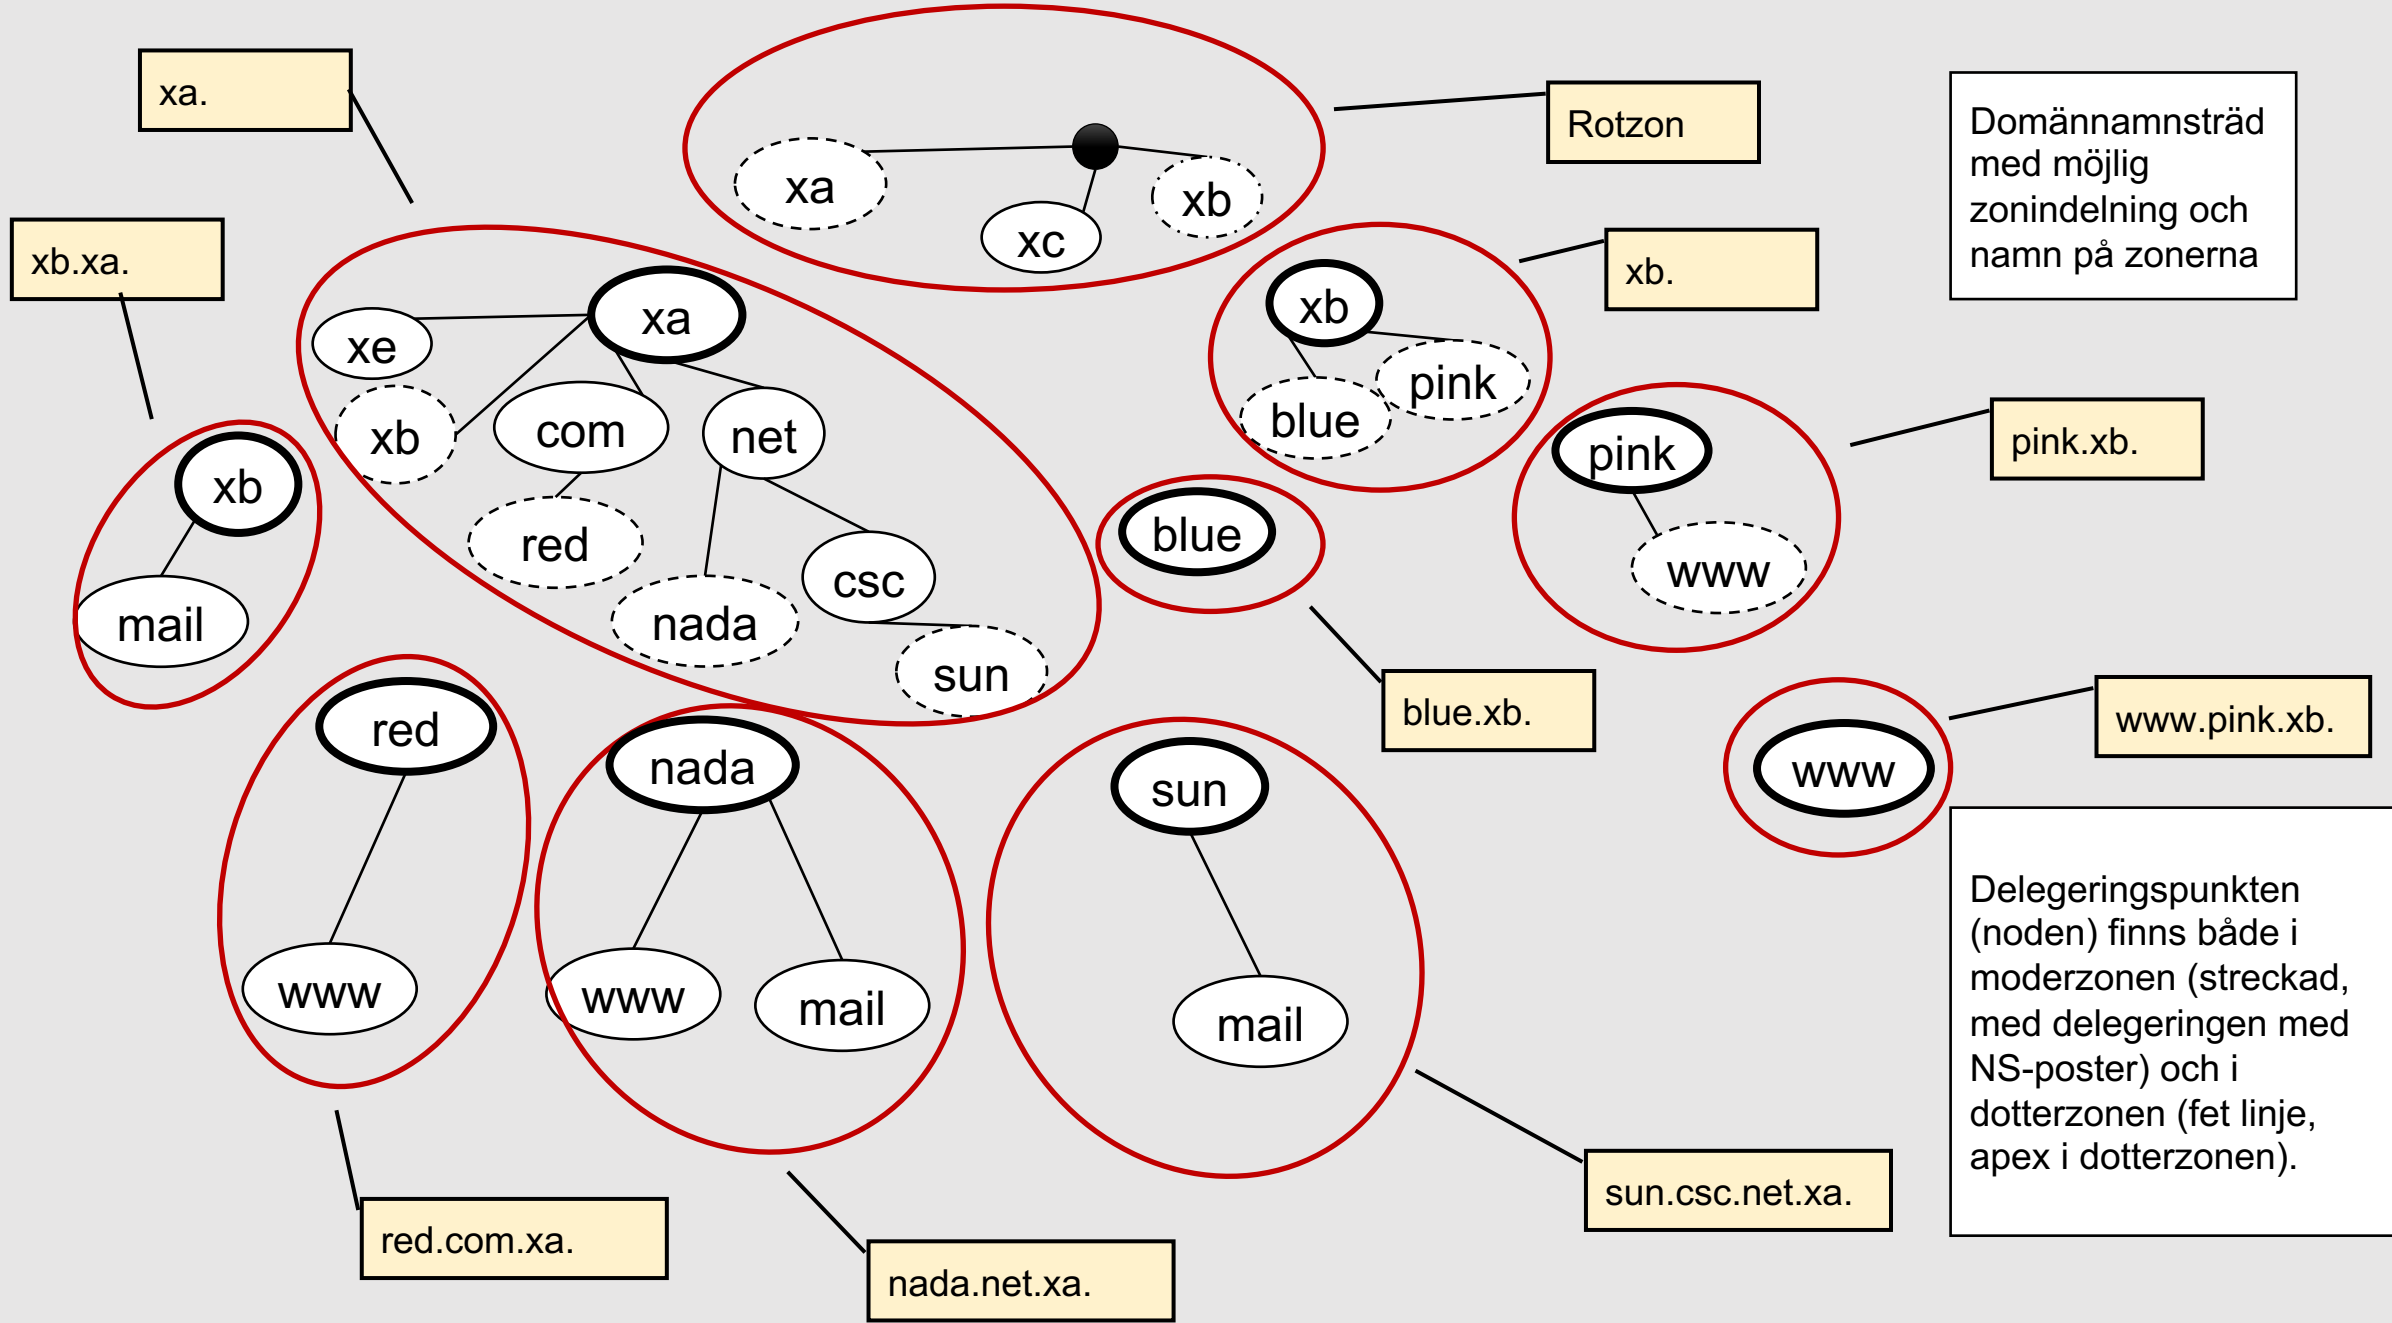 xa.
Rotzon
Domännamnsträd
med möjlig
zonindelning och
namn på zonerna
xa
xb
xc
xb.xa.
xb.
xa
xe
xb
com
net
red
csc
nada
sun
xb
pink
blue
pink.xb.
pink
www
blue
xb
mail
blue.xb.
www.pink.xb.
www
red
www
nada
www
mail
sun
mail
Delegeringspunkten
(noden) finns både i
moderzonen (streckad,
med delegeringen med
NS-poster) och i
dotterzonen (fet linje,
apex i dotterzonen).
sun.csc.net.xa.
red.com.xa.
nada.net.xa.